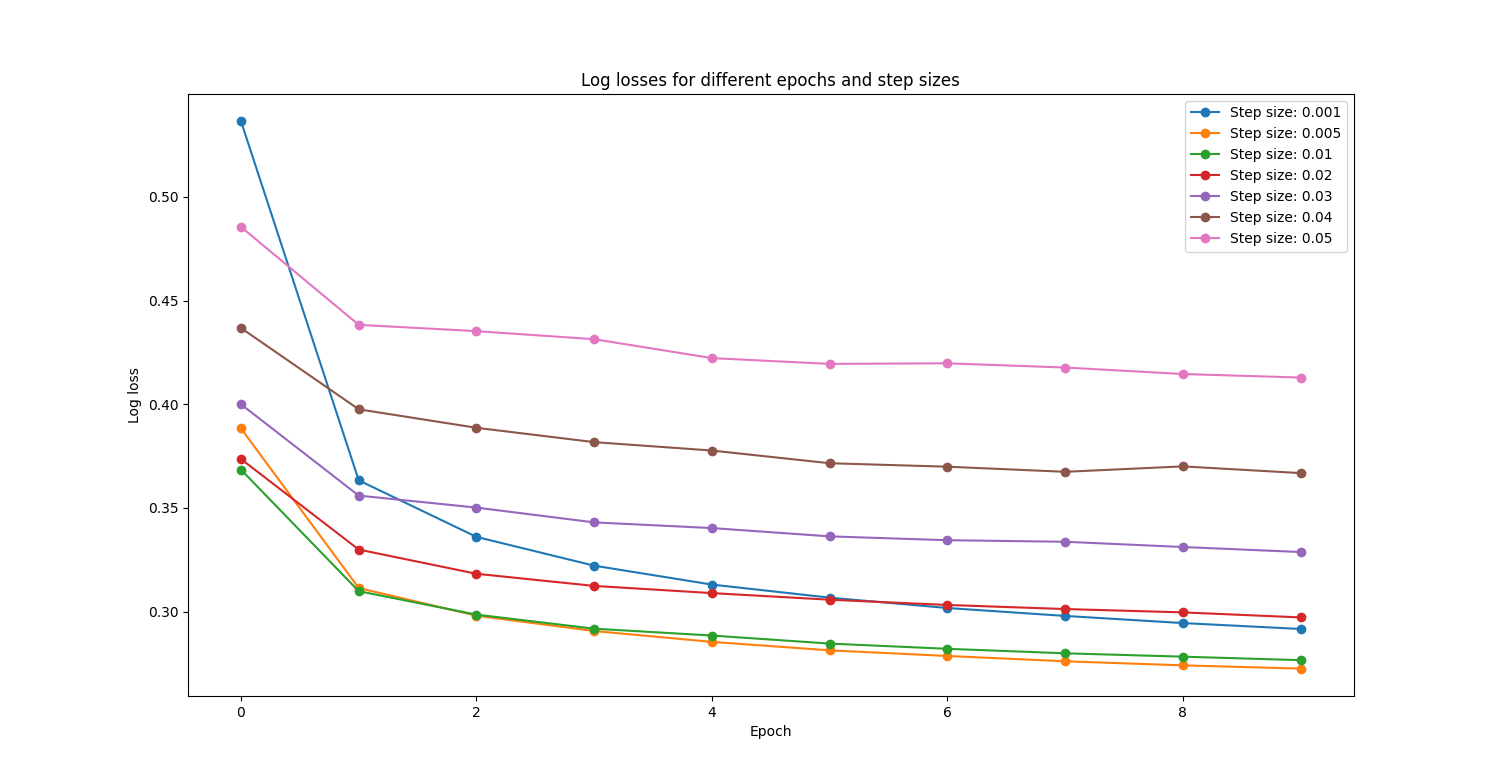 Log losses for different epochs and step sizes
Step size: 0.001
Step size: 0.005
Step size: 0.01
Step size: 0.02
Step size: 0.03
Step size: 0.04
Step size: 0.05
0.50
0.45
0.40
0.35
0.30
Log loss
0 2 4 6 8
Epoch